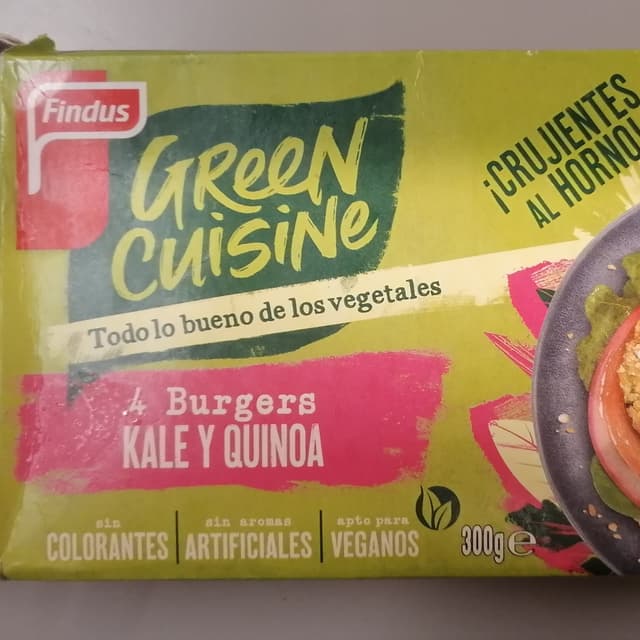 Findus
GReeN
CUiSiNe
Todo lo bueno de los vegetales
¡CRUJIENTES
AL HORNO
4 Burgers
KALE Y QUINOA
sin
COLORANTES
sin aromas
ARTIFICIALES
apto para
VEGANOS
300g e